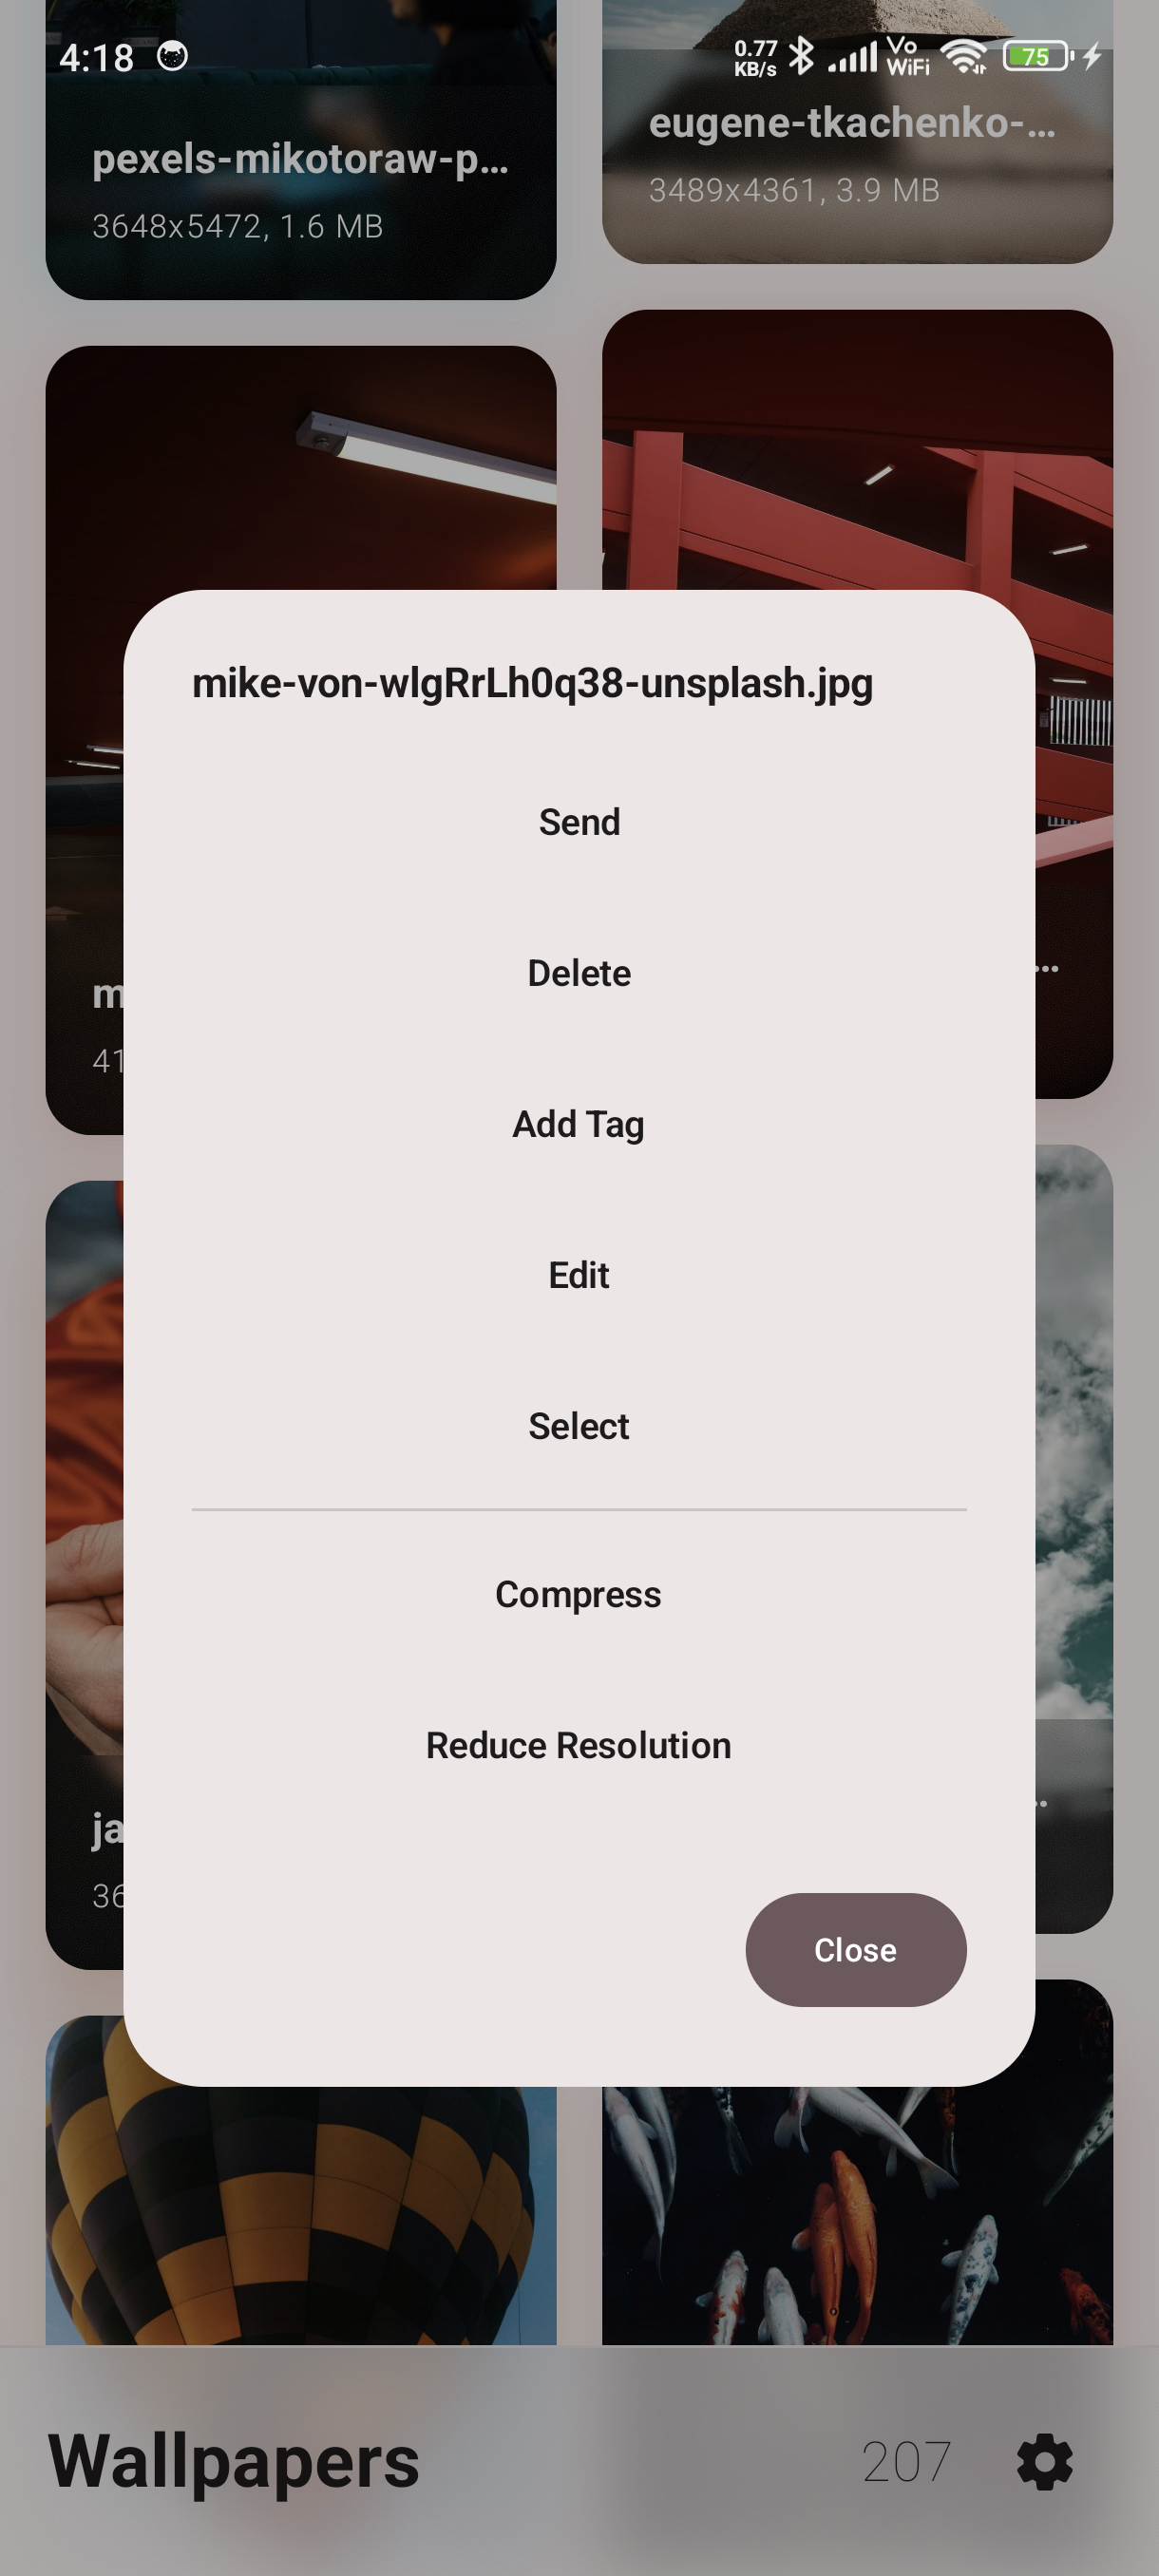 4:18
0.77
KB/s
Vo
WiFi
75
pexels-mikotoraw-p...
3648x5472, 1.6 MB
eugene-tkachenko-...
3489x4361, 3.9 MB
mike-von-wlgRrLh0q38-unsplash.jpg
Send
Delete
m
...
Add Tag
41
Edit
Select
Compress
Reduce Resolution
ja
36
Close
Wallpapers
207